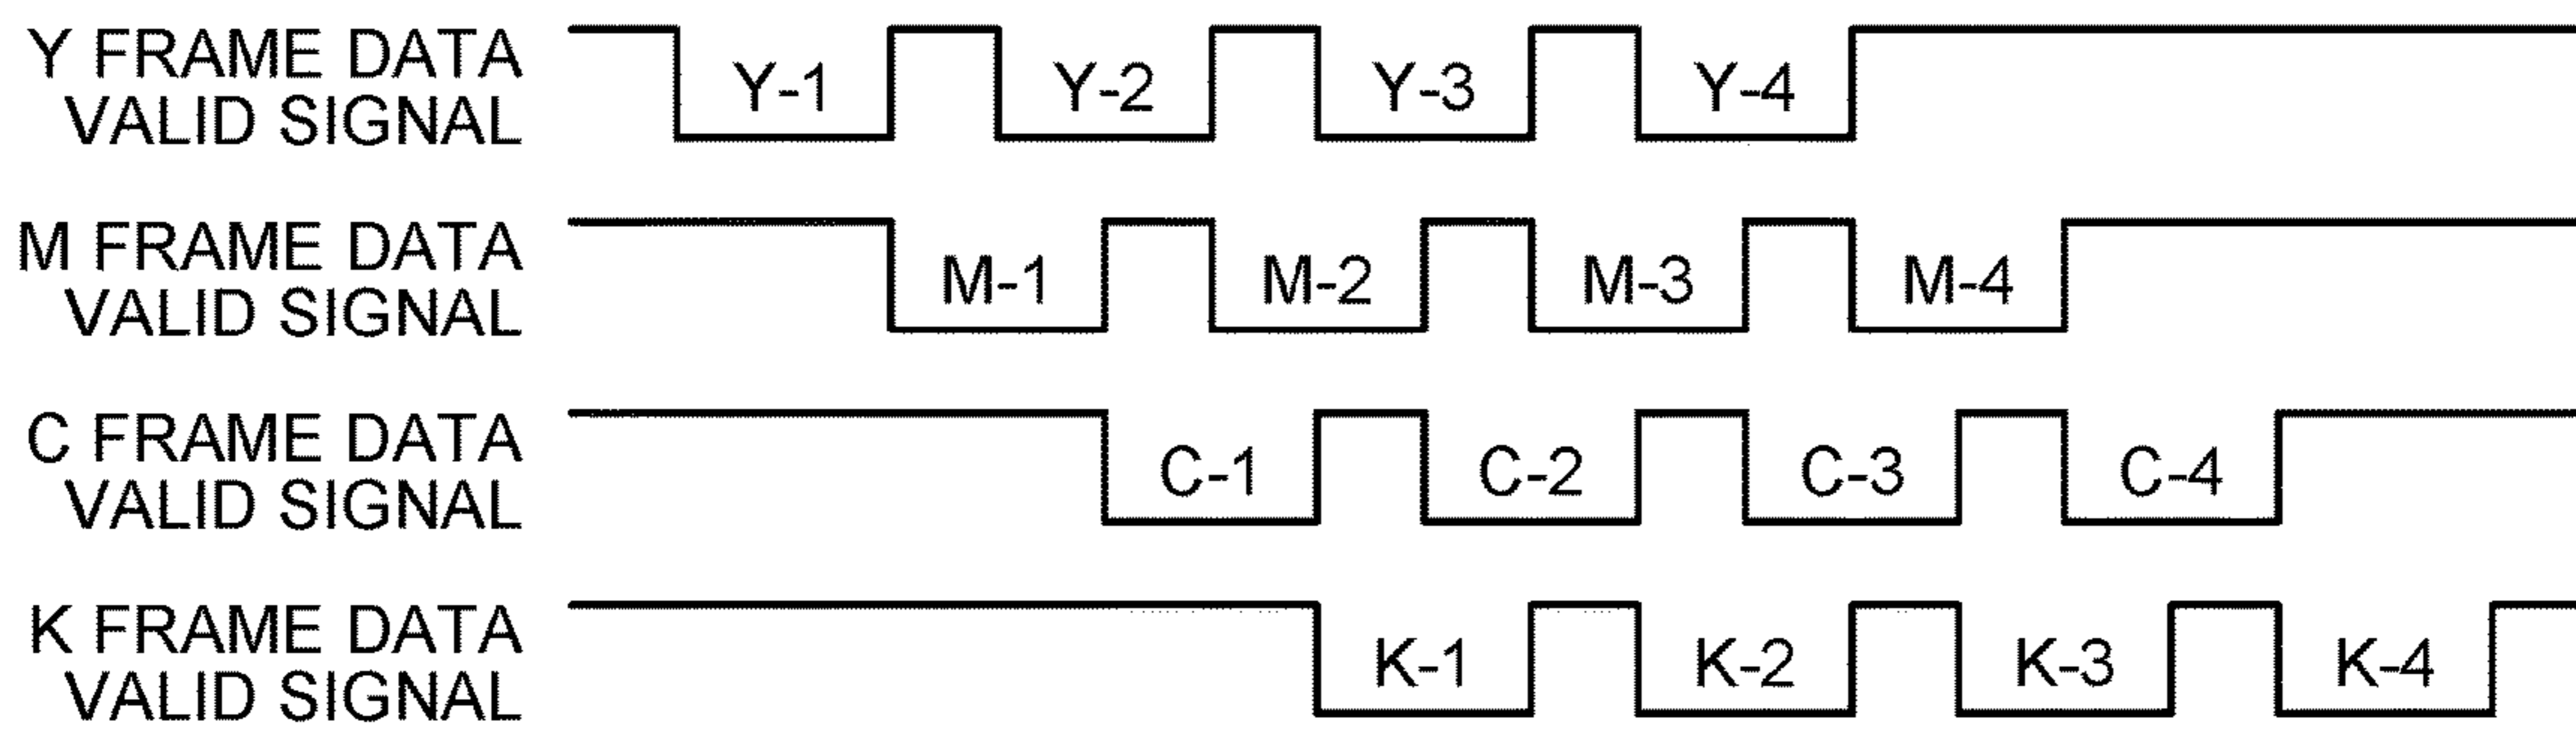 Y FRAME DATA
VALID SIGNAL
Y-1 Y-2 Y-3 Y-4
M FRAME DATA
VALID SIGNAL
M-1 M-2 M-3 M-4
C FRAME DATA
VALID SIGNAL
C-1 C-2 C-3 C-4
K FRAME DATA
VALID SIGNAL
K-1 K-2 K-3 K-4